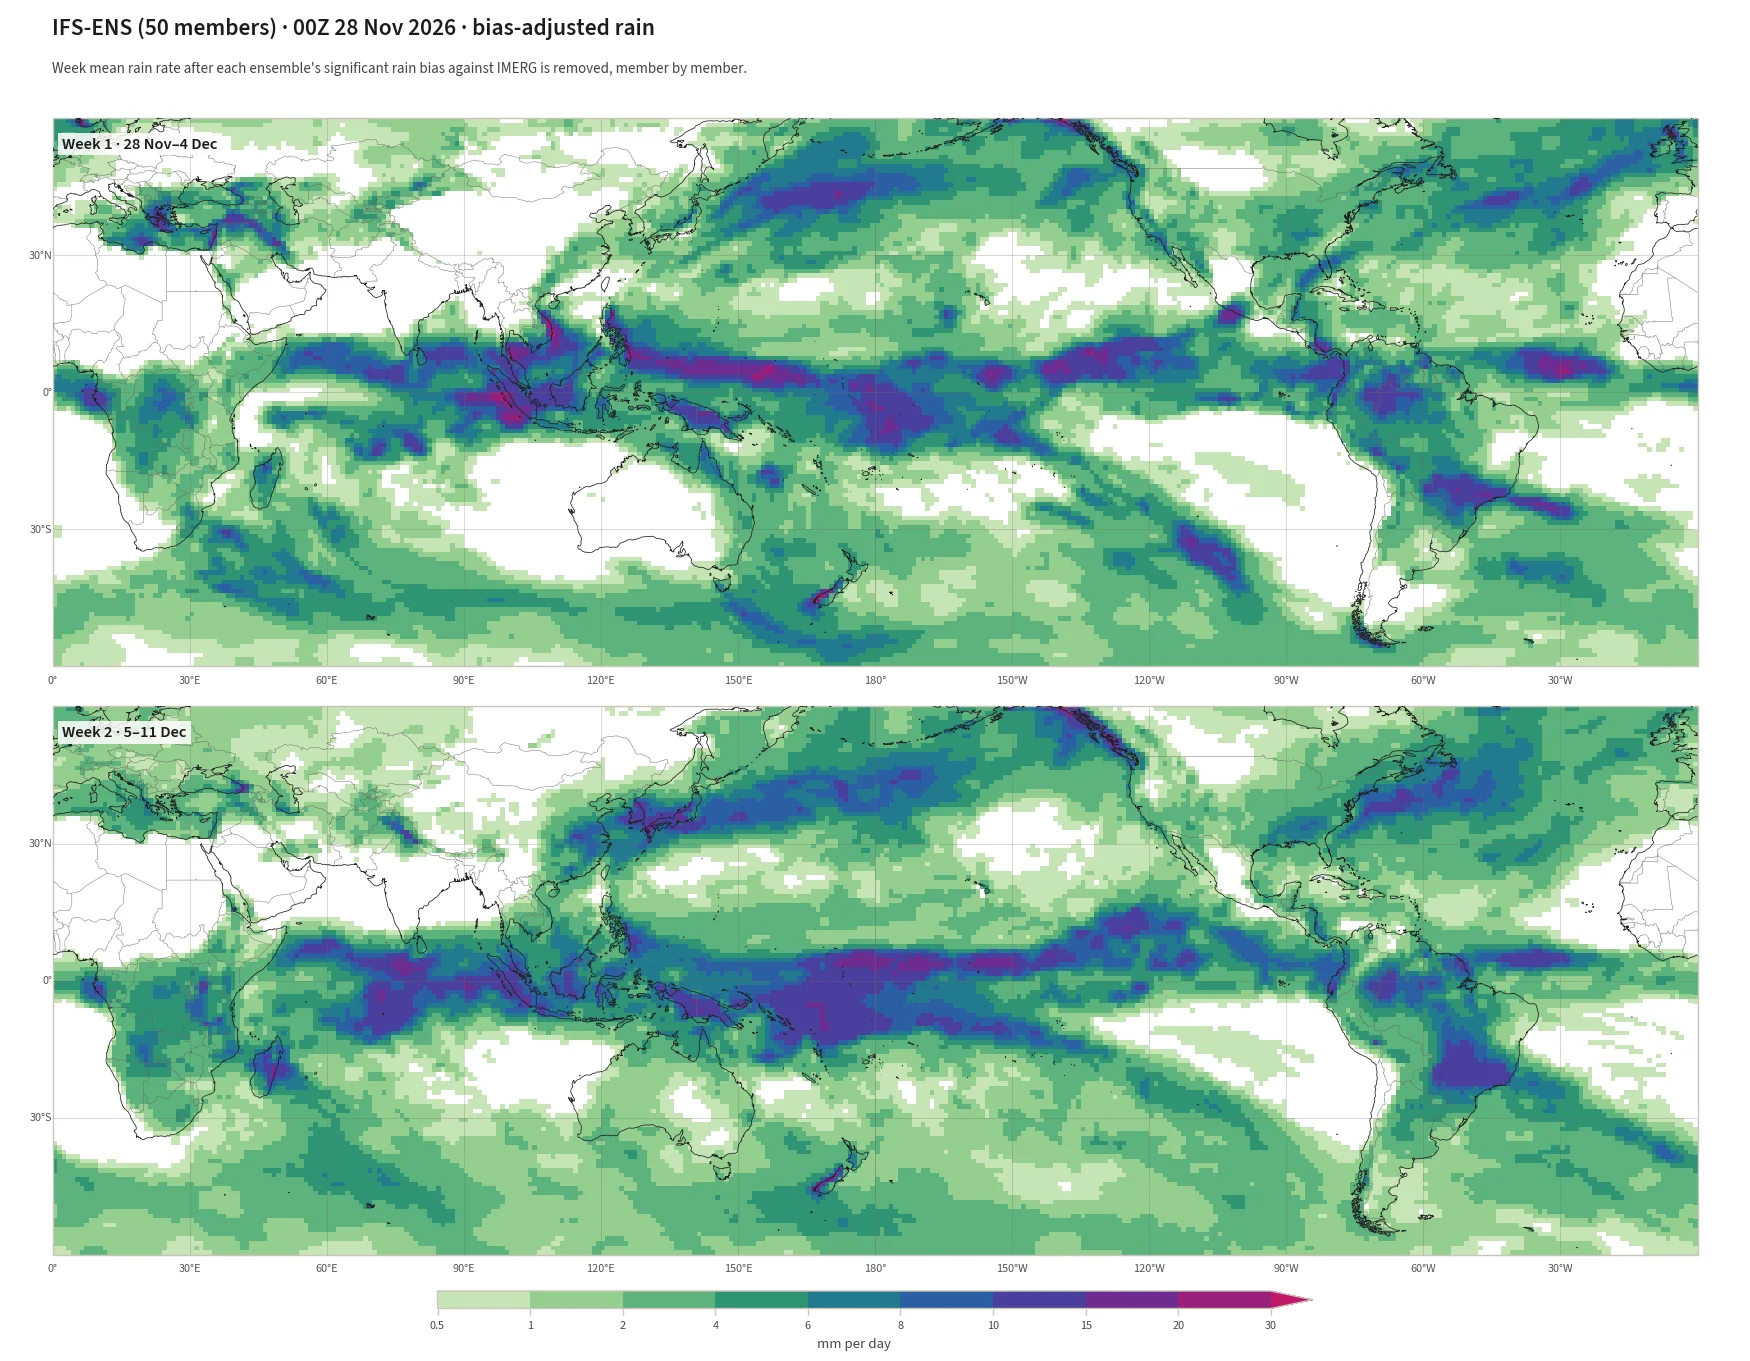 IFS-ENS (50 members) · 00Z 28 Nov 2026 · bias-adjusted rain
Week mean rain rate after each ensemble's significant rain bias against IMERG is removed, member by member.
Week 1 · 28 Nov–4 Dec
30°N
0°
30°S
0° 30°E 60°E 90°E 120°E 150°E 180° 150°W 120°W 90°W 60°W 30°W
Week 2 · 5–11 Dec
30°N
0°
30°S
0° 30°E 60°E 90°E 120°E 150°E 180° 150°W 120°W 90°W 60°W 30°W
0.5 1 2 4 6 8 10 15 20 30
mm per day